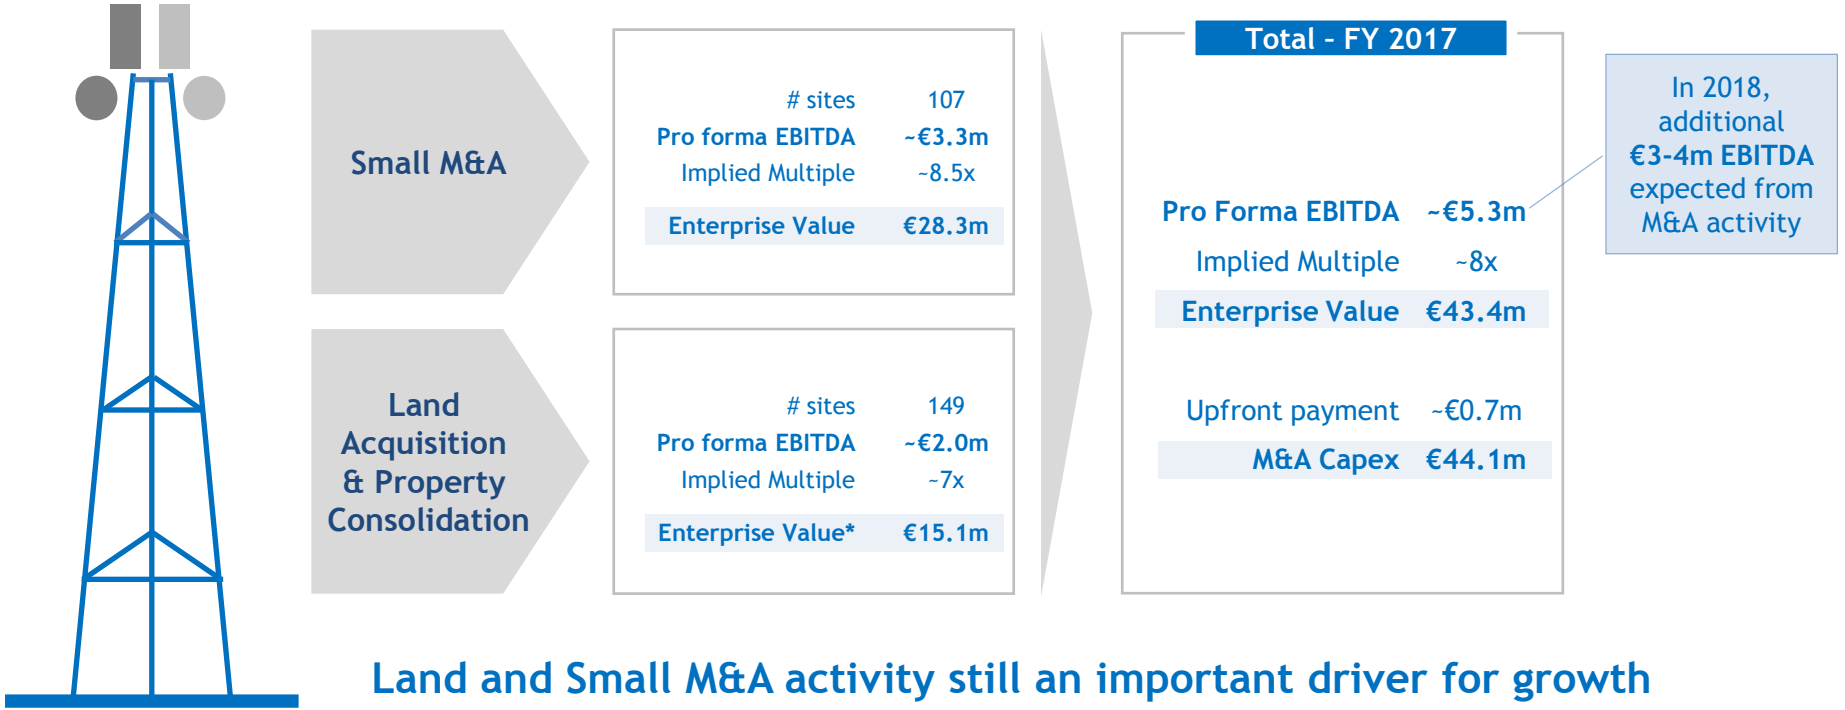 Small M&A
# sites 107
Pro forma EBITDA ~€3.3m
Implied Multiple ~8.5x
Enterprise Value €28.3m
Land
Acquisition
& Property
Consolidation
# sites 149
Pro forma EBITDA ~€2.0m
Implied Multiple ~7x
Enterprise Value* €15.1m
Total – FY 2017
Pro Forma EBITDA ~€5.3m
Implied Multiple ~8x
Enterprise Value €43.4m
Upfront payment ~€0.7m
M&A Capex €44.1m
In 2018,
additional
€3-4m EBITDA
expected from
M&A activity
Land and Small M&A activity still an important driver for growth